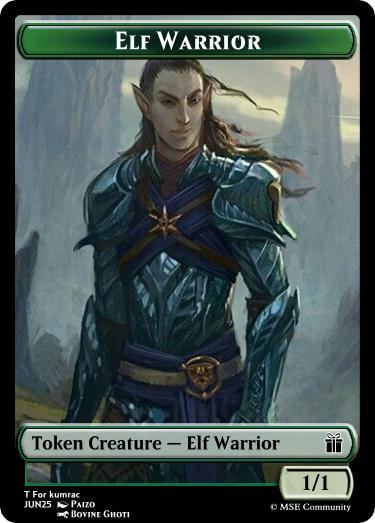 Elf Warrior
Token Creature — Elf Warrior
1/1
T For kumrac
JUN25 Paizo
Bovine Ghoti
© MSE Community